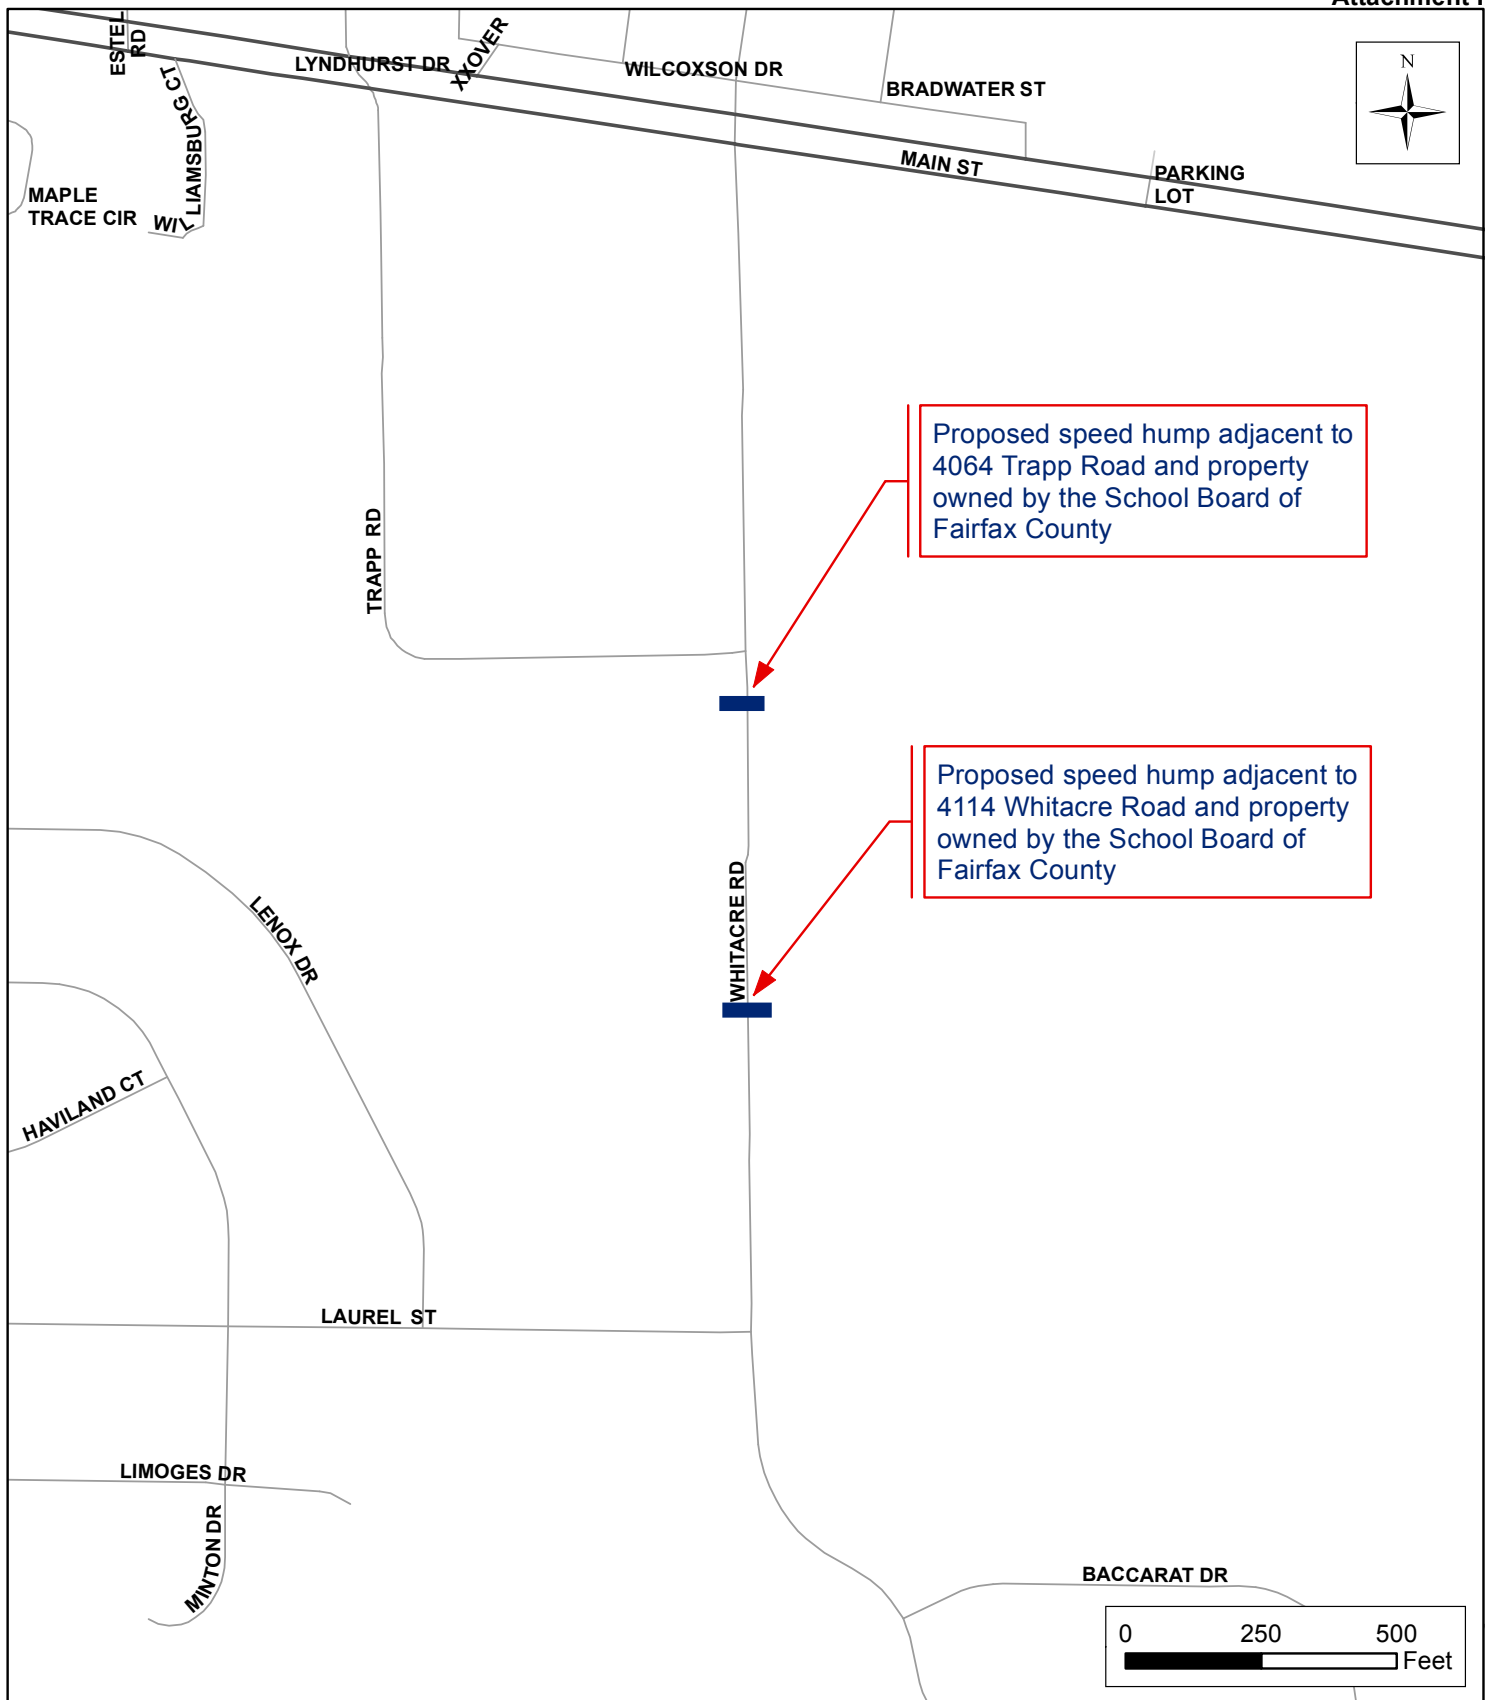 Attachment I
ESTEL
RD
LYNDHURST DR
XXOVER
WILCOXSON DR
BRADWATER ST
N
WILLIAMSBURG CT
MAIN ST
PARKING
LOT
MAPLE
TRACE CIR
Proposed speed hump adjacent to
4064 Trapp Road and property
owned by the School Board of
Fairfax County
TRAPP RD
Proposed speed hump adjacent to
4114 Whitacre Road and property
owned by the School Board of
Fairfax County
WHITACRE RD
LENOX DR
HAVILAND CT
LAUREL ST
LIMOGES DR
MINTON DR
BACCARAT DR
0 250 500
Feet